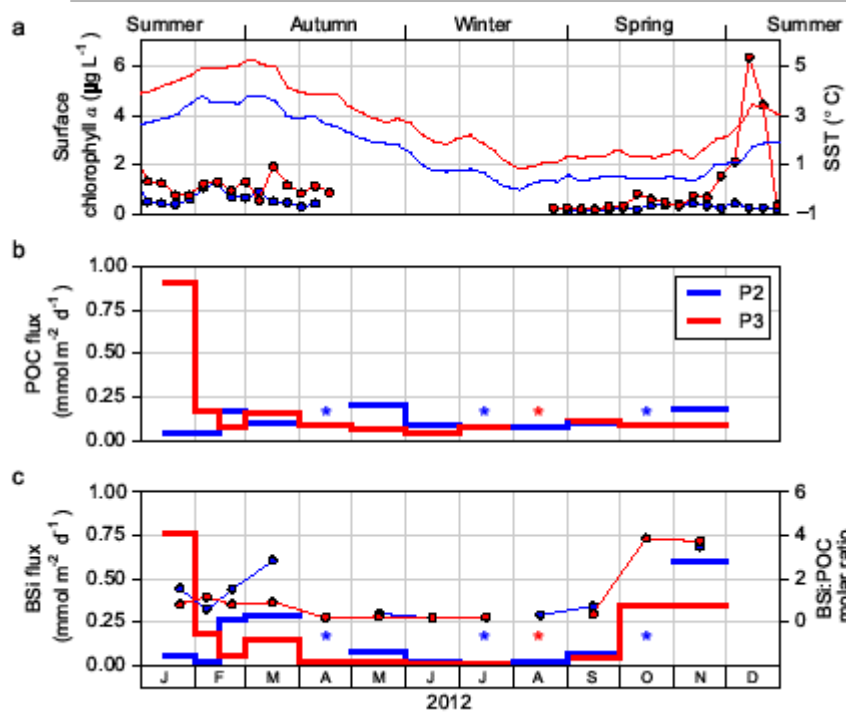 Summer Autumn Winter Spring Summer
a
6 5
4 3
2 1
0 –1
Surface
chlorophyll a (µg L⁻¹)
SST (° C)
b
1.00
0.75
0.50
0.25
0.00
POC flux
(mmol m⁻² d⁻¹)
P2
P3
* * * *
c
1.00 6
0.75 4
0.50 2
0.25 0
0.00
BSi flux
(mmol m⁻² d⁻¹)
BSi:POC
molar ratio
* * * *
J F M A M J J A S O N D
2012